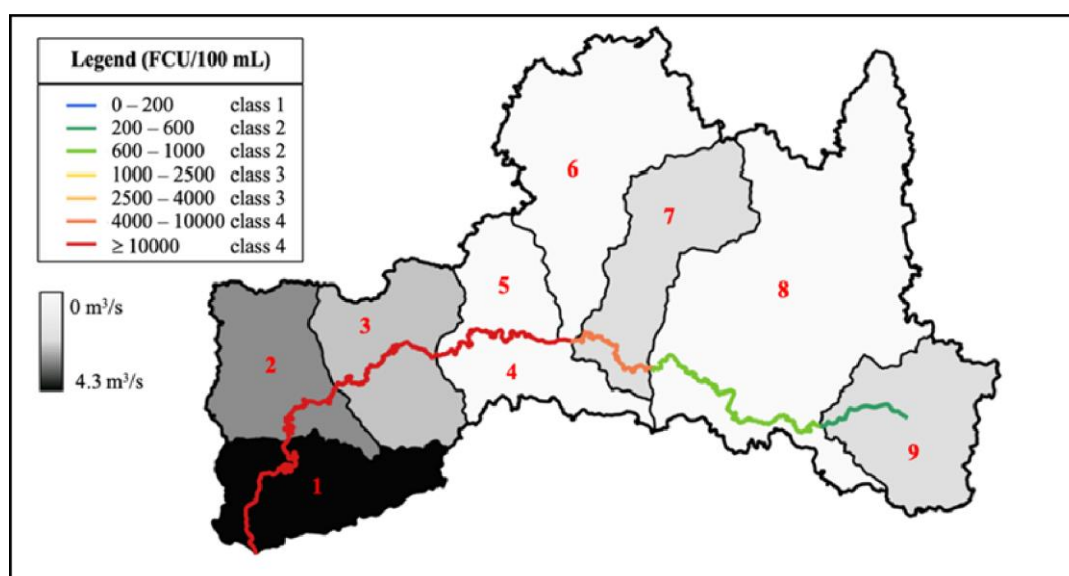 Legend (FCU/100 mL)
0 – 200 class 1
200 – 600 class 2
600 – 1000 class 2
1000 – 2500 class 3
2500 – 4000 class 3
4000 – 10000 class 4
≥ 10000 class 4
0 m³/s
4.3 m³/s
6
7
5
8
3
2
4
9
1